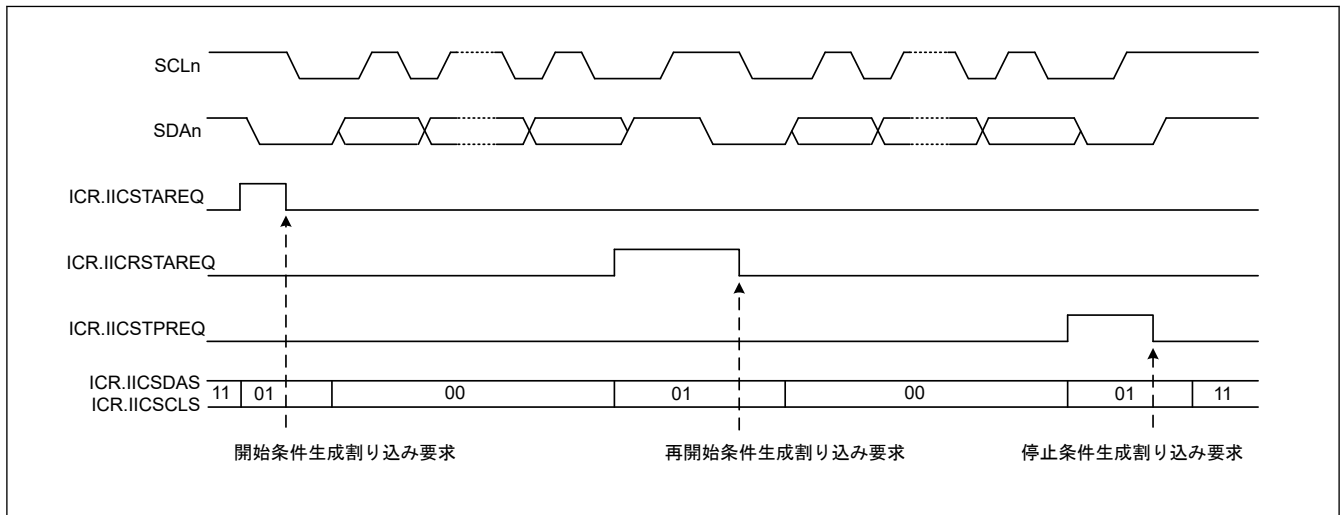 SCLn
SDAn
ICR.IICSTAREQ
ICR.IICRSTAREQ
ICR.IICSTPREQ
ICR.IICSDAS
ICR.IICSCLS
11 01 00 01 00 01 11
開始条件生成割り込み要求 再開始条件生成割り込み要求 停止条件生成割り込み要求